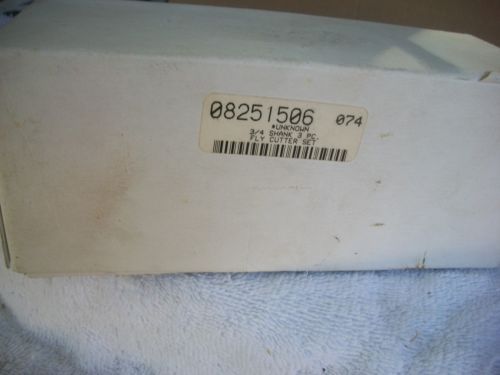 08251506 074
*UNKNOWN
3/4 SHANK 3 PC.
FLY CUTTER SET